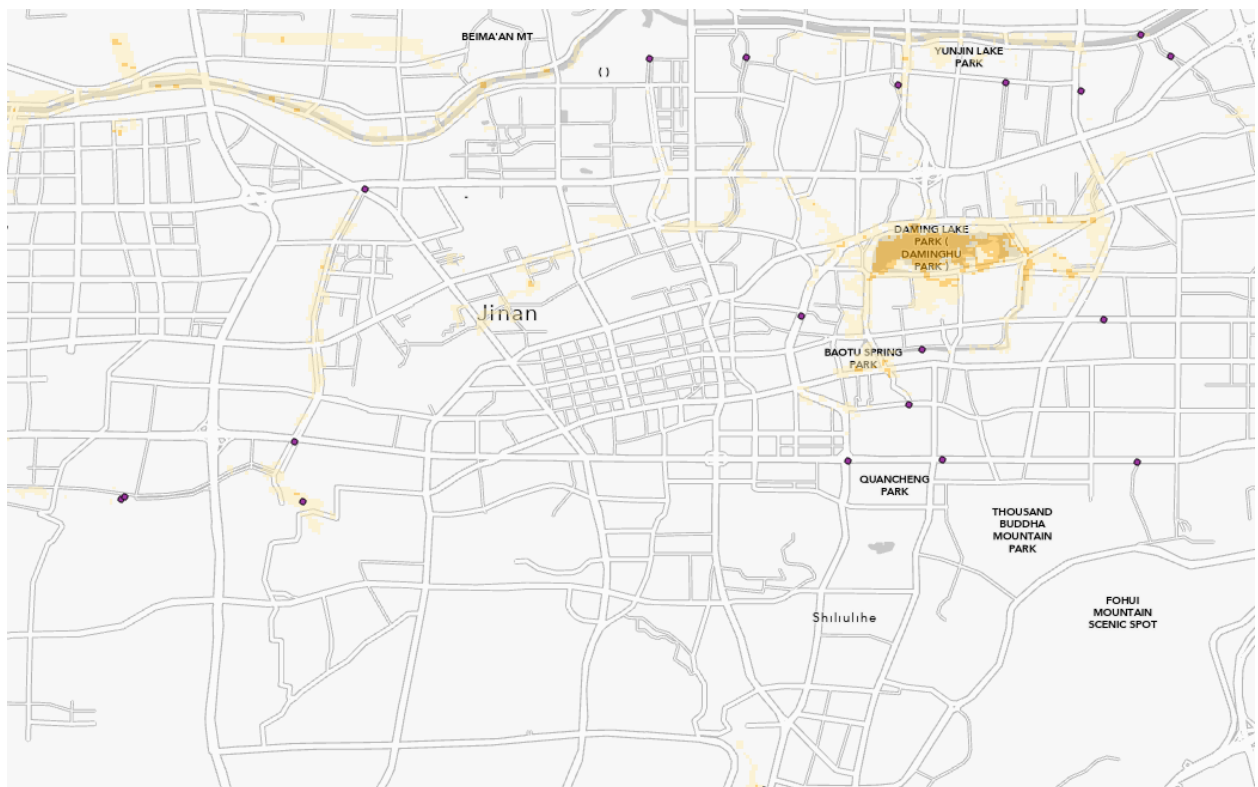 BEIMA'AN MT
( )
YUNJIN LAKE
PARK
DAMING LAKE
PARK (
DAMINGHU
PARK )
Jinan
BAOTU SPRING
PARK
QUANCHENG
PARK
THOUSAND
BUDDHA
MOUNTAIN
PARK
FOHUI
MOUNTAIN
SCENIC SPOT
Shiliulihe